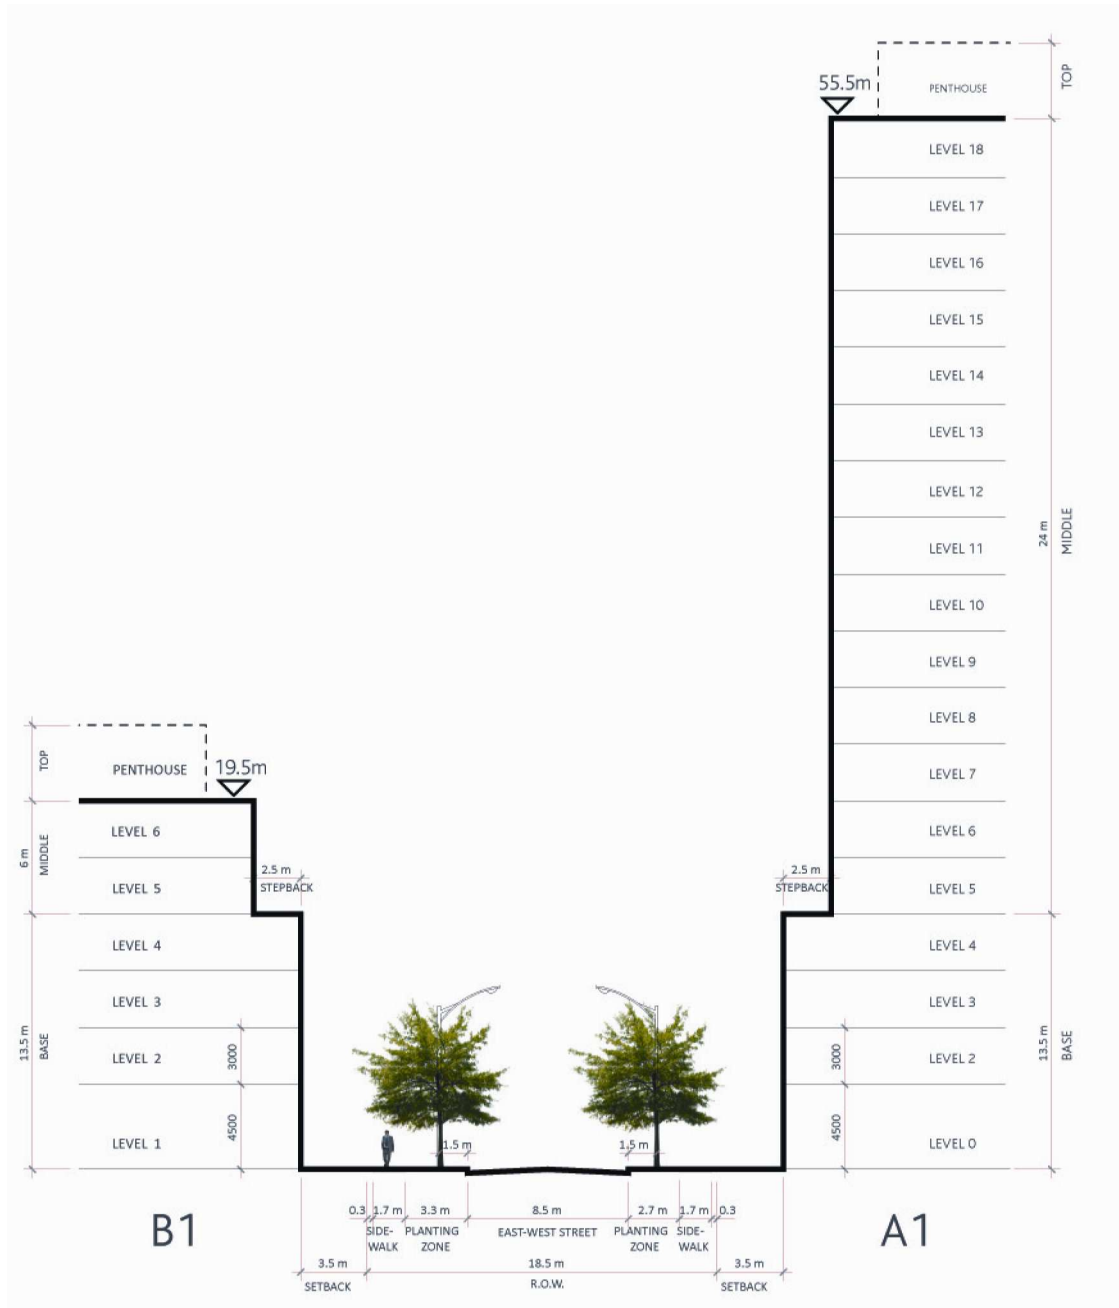 55.5m
PENTHOUSE
TOP
LEVEL 18
LEVEL 17
LEVEL 16
LEVEL 15
LEVEL 14
LEVEL 13
LEVEL 12
LEVEL 11
LEVEL 10
LEVEL 9
LEVEL 8
LEVEL 7
LEVEL 6
LEVEL 5
24 m
MIDDLE
2.5 m
STEPBACK
LEVEL 4
LEVEL 3
LEVEL 2
LEVEL 0
3000
4500
13.5 m
BASE
TOP
PENTHOUSE
19.5m
6 m
MIDDLE
LEVEL 6
LEVEL 5
2.5 m
STEPBACK
13.5 m
BASE
LEVEL 4
LEVEL 3
LEVEL 2
LEVEL 1
3000
4500
1.5 m
1.5 m
B1
A1
0.3
1.7 m
3.3 m
8.5 m
2.7 m
1.7 m
0.3
SIDE-
WALK
PLANTING
ZONE
EAST-WEST STREET
PLANTING
ZONE
SIDE-
WALK
3.5 m
18.5 m
3.5 m
SETBACK
R.O.W.
SETBACK